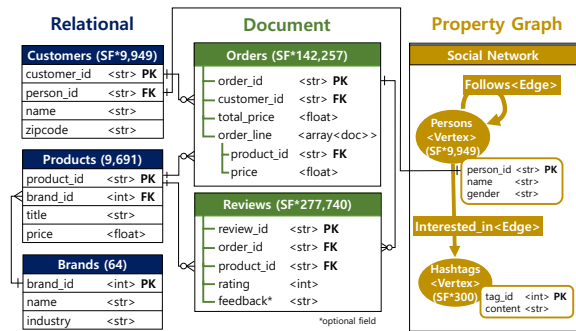 Relational
Customers (SF*9,949)
customer_id <str> PK
person_id <str> FK
name <str>
zipcode <str>
Products (9,691)
product_id <str> PK
brand_id <int> FK
title <str>
price <float>
Brands (64)
brand_id <int> PK
name <str>
industry <str>
Document
Orders (SF*142,257)
order_id <str> PK
customer_id <str> FK
total_price <float>
order_line <array<doc>>
product_id <str> FK
price <float>
Reviews (SF*277,740)
review_id <str> PK
order_id <str> FK
product_id <str> FK
rating <int>
feedback* <str>
*optional field
Property Graph
Social Network
Follows<Edge>
Persons
<Vertex>
(SF*9,949)
person_id <str> PK
name <str>
gender <str>
Interested_in<Edge>
Hashtags
<Vertex>
(SF*300)
tag_id <int> PK
content <str>